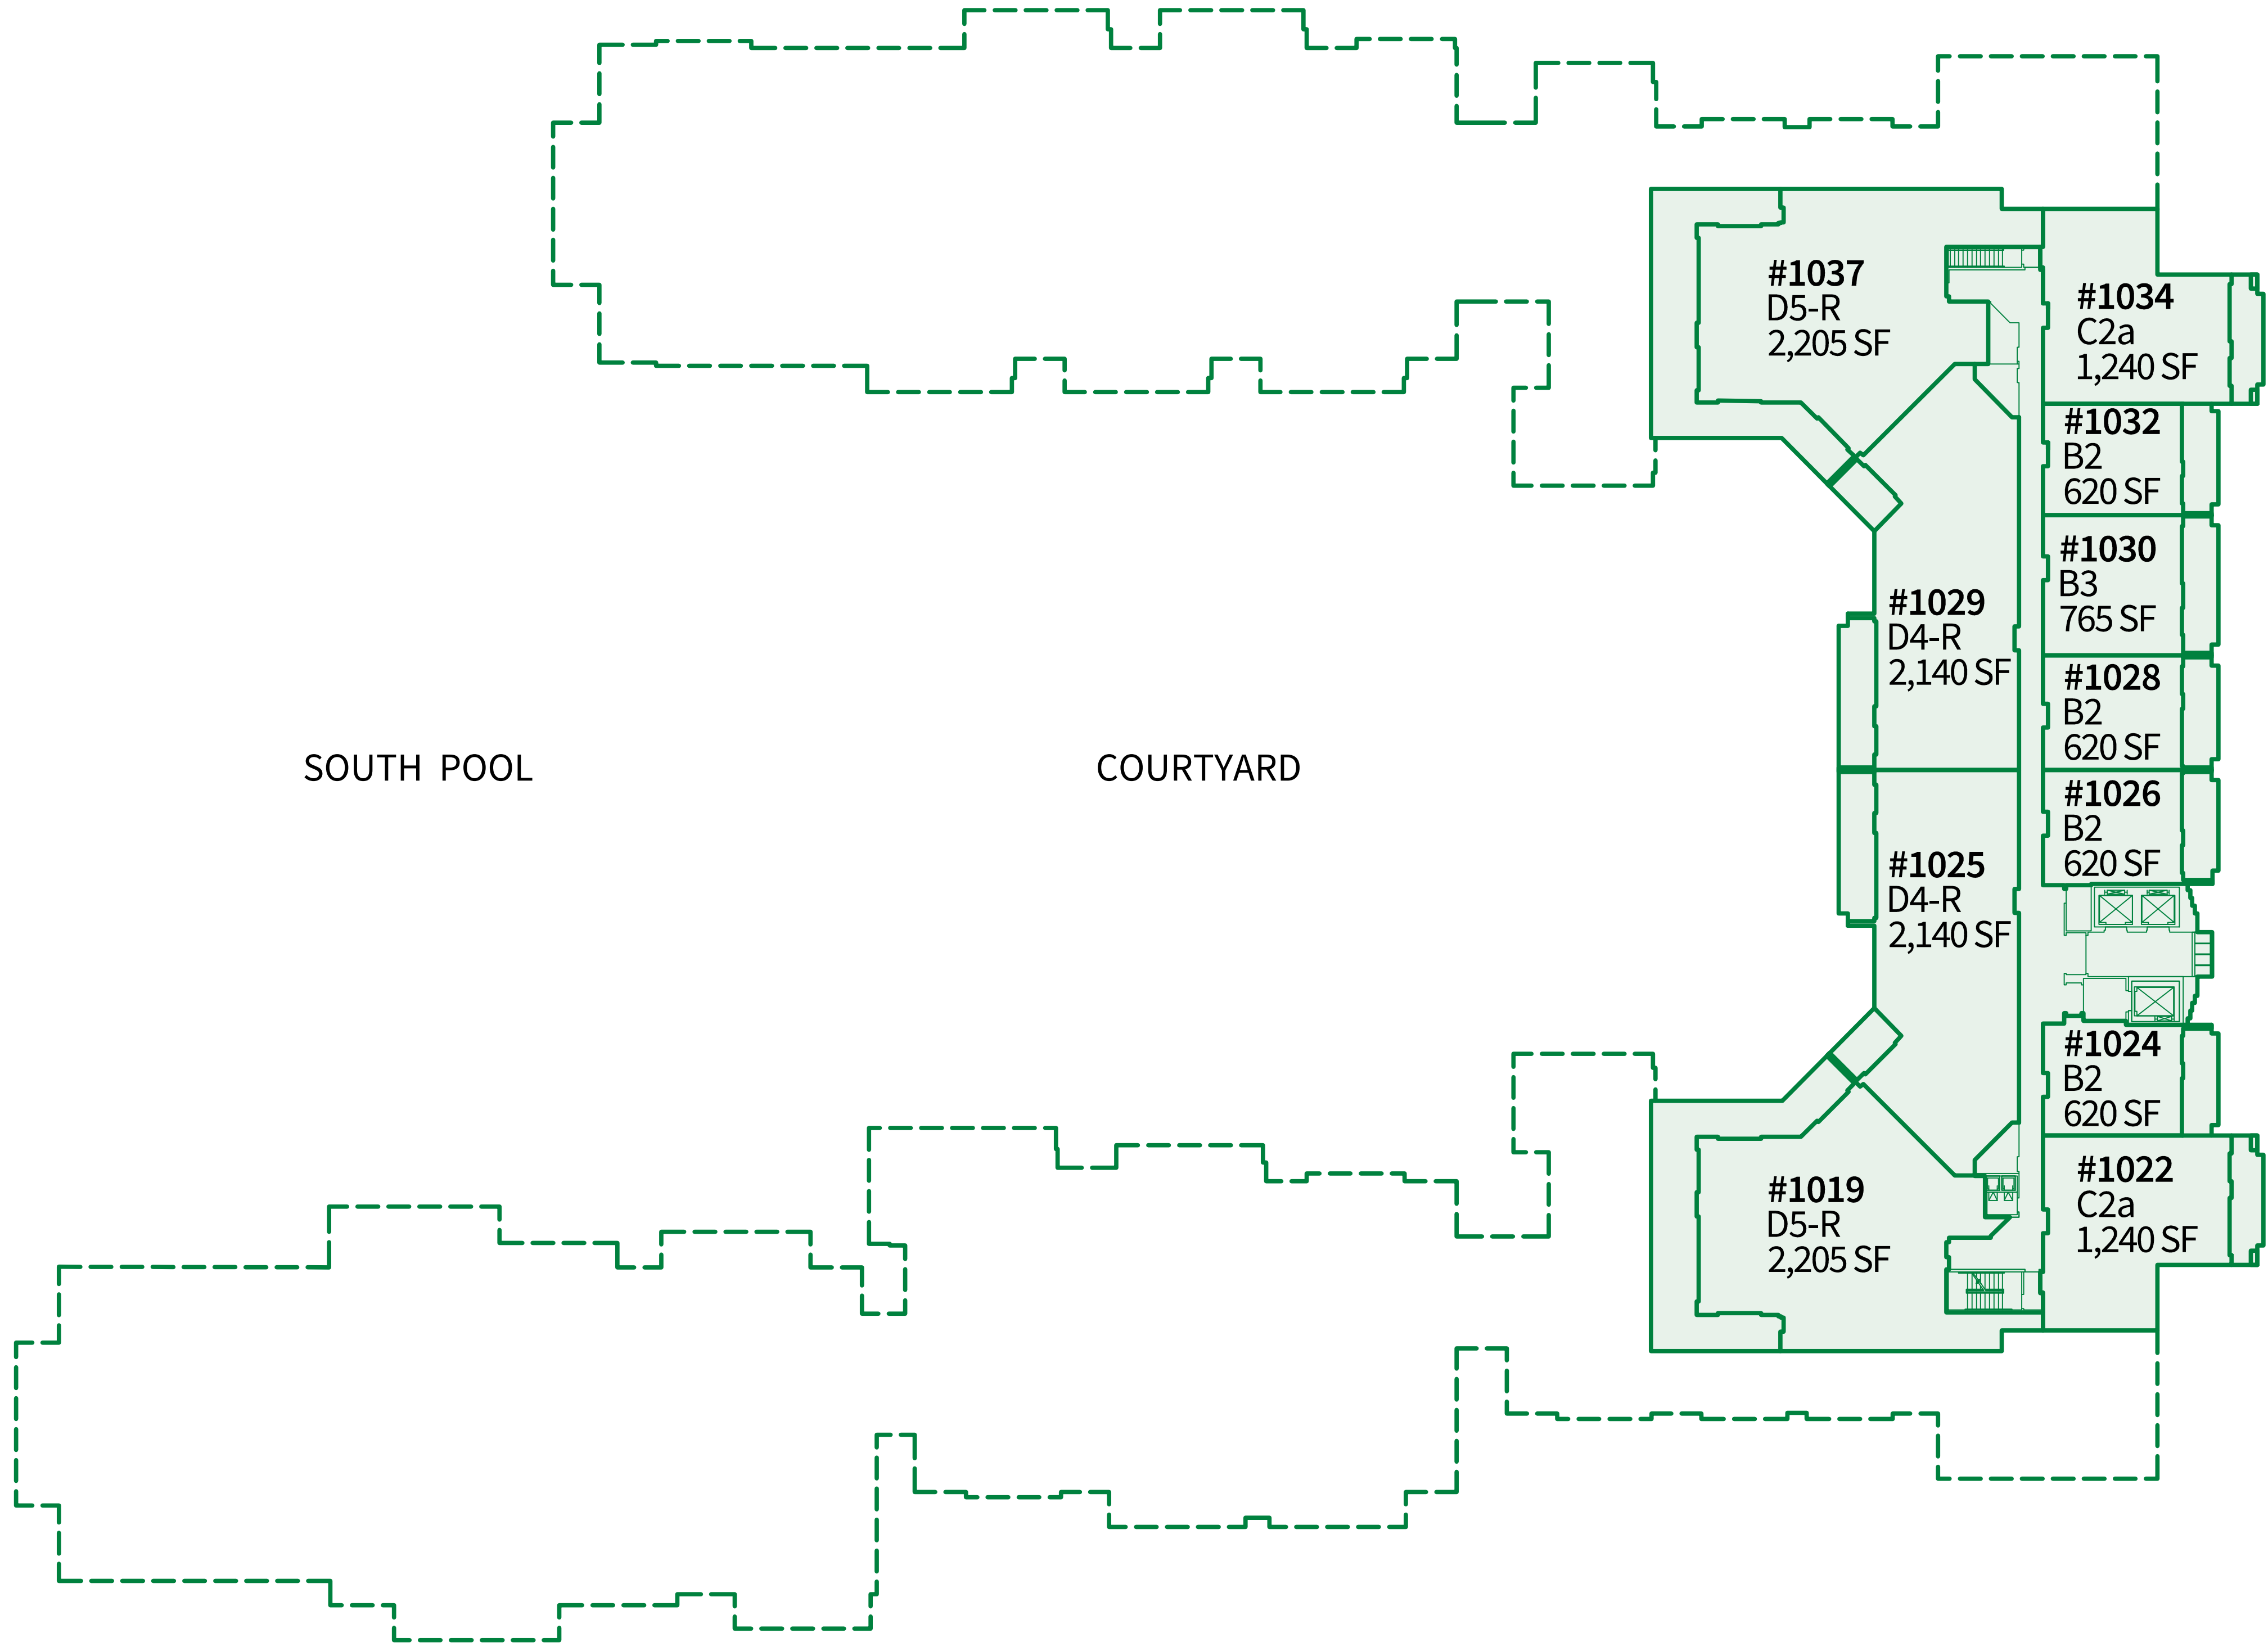 #1037
D5-R
2,205 SF
#1034
C2a
1,240 SF
#1032
B2
620 SF
#1030
B3
765 SF
#1029
D4-R
2,140 SF
#1028
B2
620 SF
SOUTH POOL
COURTYARD
#1026
B2
620 SF
#1025
D4-R
2,140 SF
#1024
B2
620 SF
#1022
C2a
1,240 SF
#1019
D5-R
2,205 SF